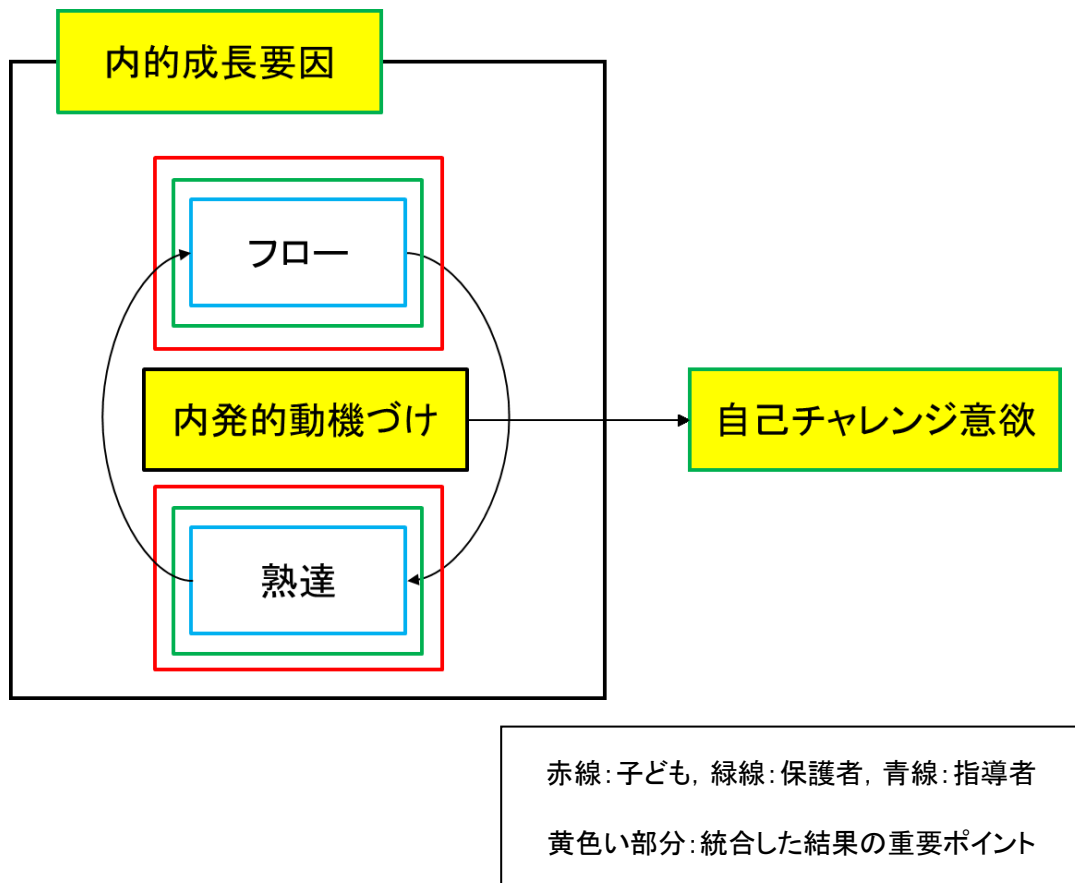 内的成長要因
フロー
内発的動機づけ
自己チャレンジ意欲
熟達
赤線：子ども，緑線：保護者，青線：指導者
黄色い部分：統合した結果の重要ポイント